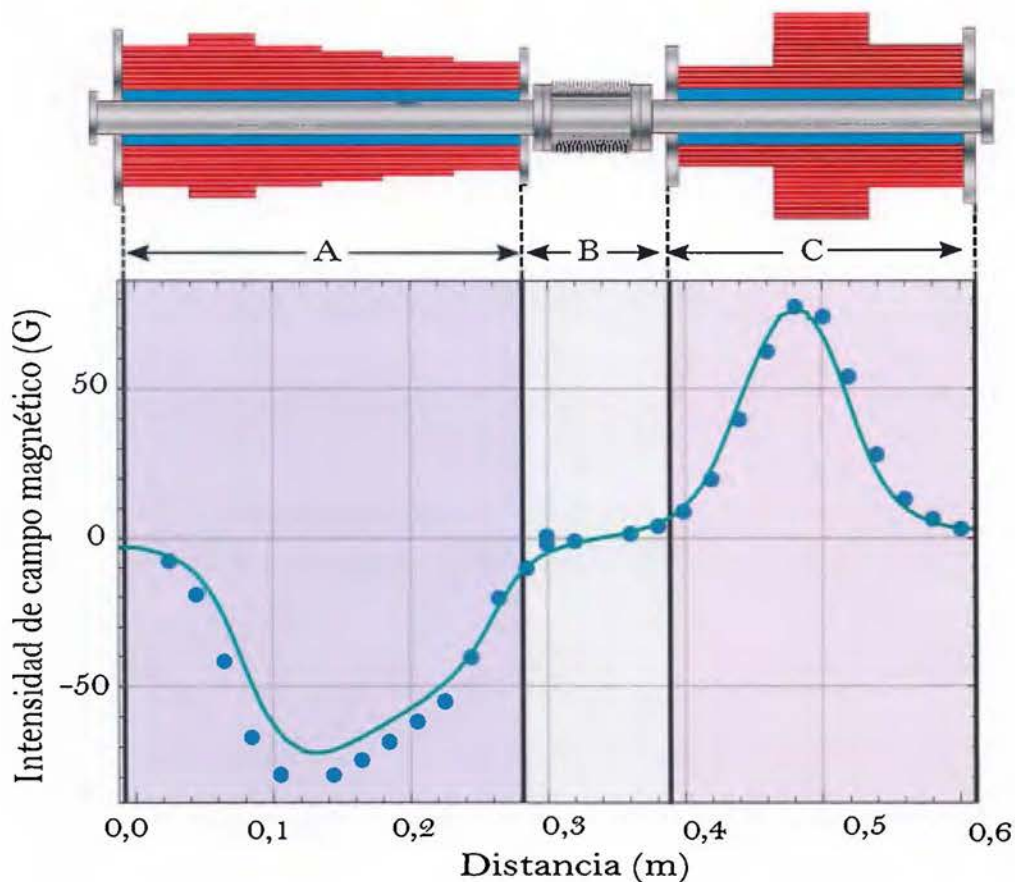 A
B
C
Intensidad de campo magnético (G)
50
0
–50
0,0
0,1
0,2
0,3
0,4
0,5
0,6
Distancia (m)